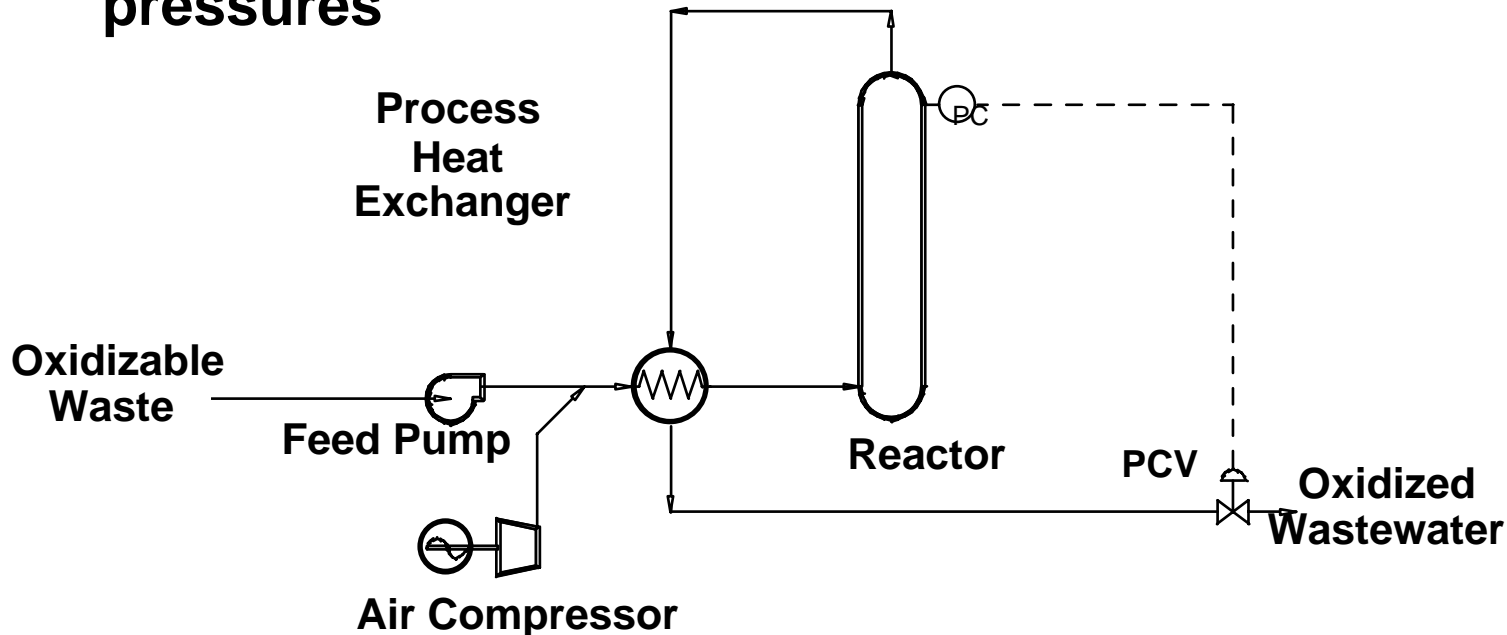 pressures
Process
Heat
Exchanger
PC
Oxidizable
Waste
Feed Pump
Reactor
PCV
Oxidized
Wastewater
Air Compressor